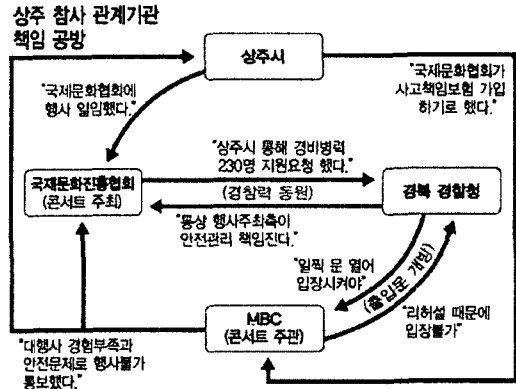 상주 참사 관계기관
책임 공방
상주시
"국제문화협회에
행사 일임했다."
"국제문화협회가
사고책임보험 가입
하기로 했다."
"상주시 통해 경비병력
230명 지원요청 했다."
국제문화진흥협회
(콘서트 주최)
(경찰력 동원)
경북 경찰청
"통상 행사주최측이
안전관리 책임진다."
"일찍 문 열어
입장시켜야"
(출입문 개방)
MBC
(콘서트 주관)
"리허설 때문에
입장불가"
"대행사 경험부족과
안전문제로 행사불가
통보했다."